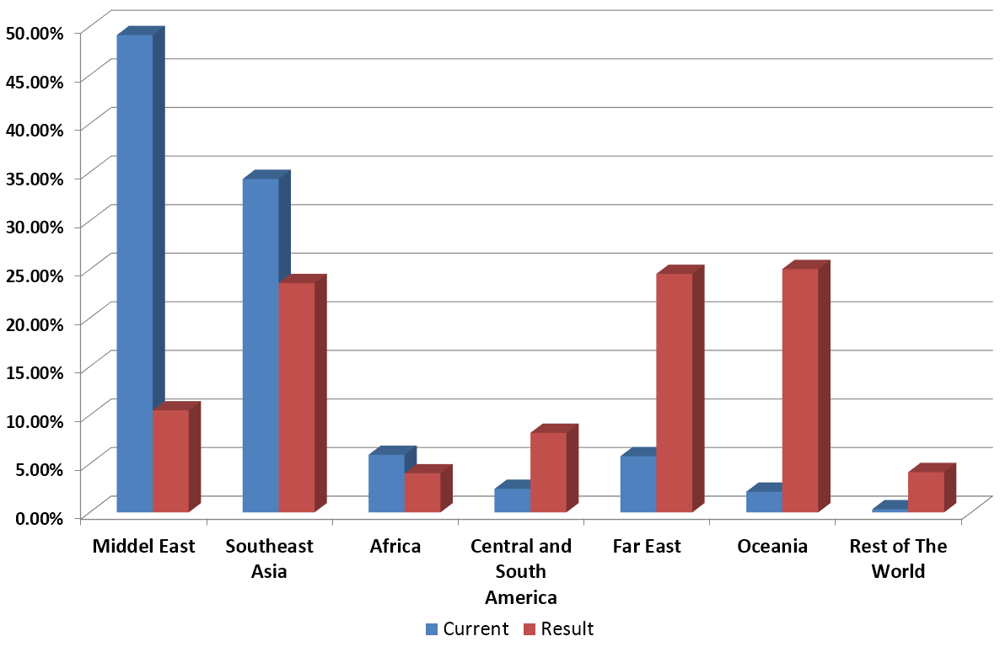 50.00%
45.00%
40.00%
35.00%
30.00%
25.00%
20.00%
15.00%
10.00%
5.00%
0.00%
Middel East
Southeast
Asia
Africa
Central and
South
America
Far East
Oceania
Rest of The
World
Current
Result